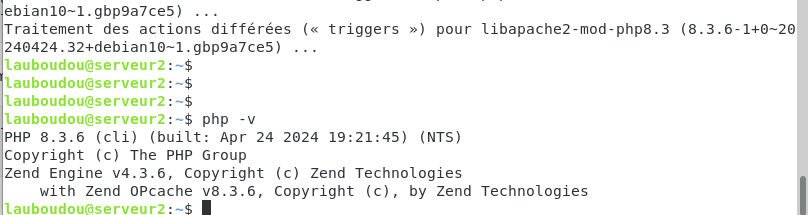 ebian10~1.gbp9a7ce5) ...
Traitement des actions différées (« triggers ») pour libapache2-mod-php8.3 (8.3.6-1+0~20
240424.32+debian10~1.gbp9a7ce5) ...
lauboudou@serveur2:~$
lauboudou@serveur2:~$
lauboudou@serveur2:~$
lauboudou@serveur2:~$ php -v
PHP 8.3.6 (cli) (built: Apr 24 2024 19:21:45) (NTS)
Copyright (c) The PHP Group
Zend Engine v4.3.6, Copyright (c) Zend Technologies
    with Zend OPcache v8.3.6, Copyright (c), by Zend Technologies
lauboudou@serveur2:~$